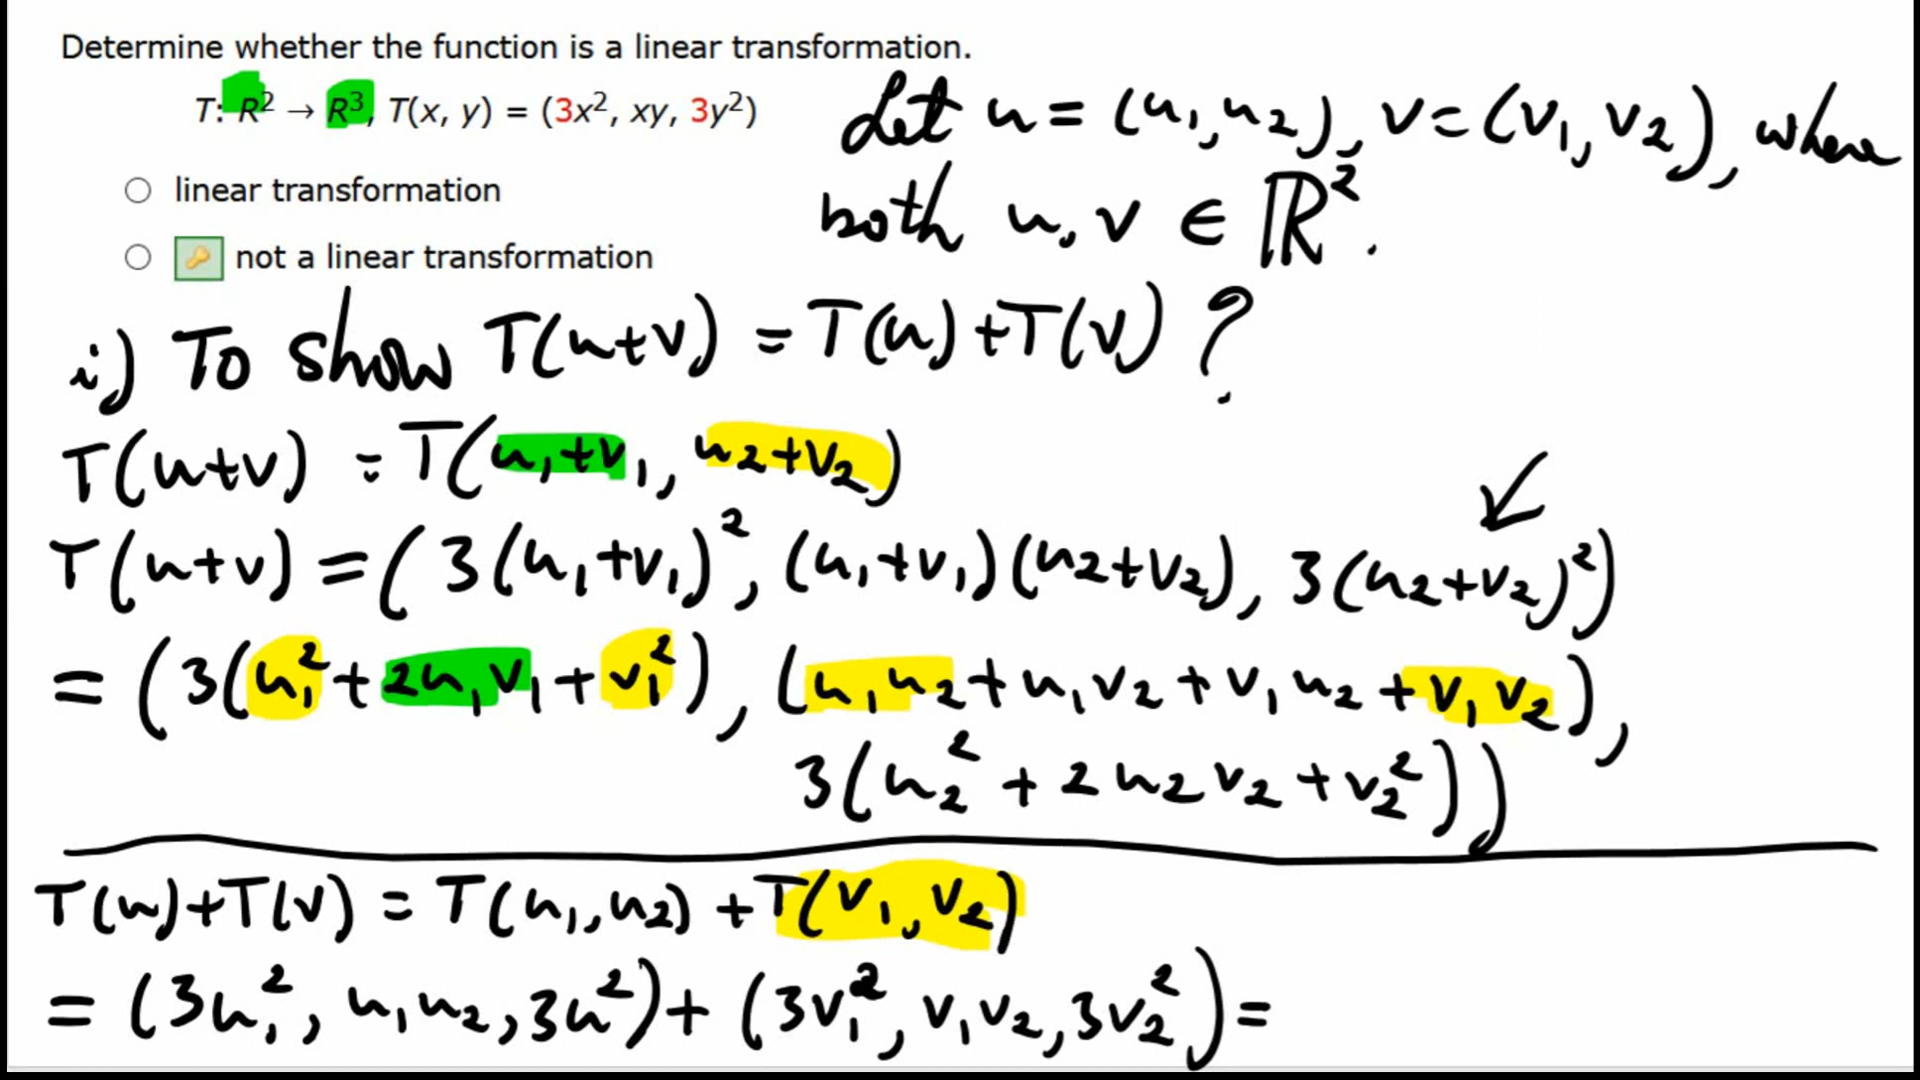 Determine whether the function is a linear transformation.
T: R² → R³, T(x, y) = (3x², xy, 3y²)
linear transformation
not a linear transformation
Let u = (u₁, u₂), v = (v₁, v₂), where
both u, v ∈ ℝ².
i) To show T(u+v) = T(u) + T(v) ?
T(u+v) = T(u₁+v₁, u₂+v₂)
T(u+v) = (3(u₁+v₁)², (u₁+v₁)(u₂+v₂), 3(u₂+v₂)²)
= (3(u₁²+2u₁v₁+v₁²), (u₁u₂+u₁v₂+v₁u₂+v₁v₂),
3(u₂²+2u₂v₂+v₂²))
T(u)+T(v) = T(u₁,u₂) + T(v₁,v₂)
= (3u₁², u₁u₂, 3u²) + (3v₁², v₁v₂, 3v₂²) =